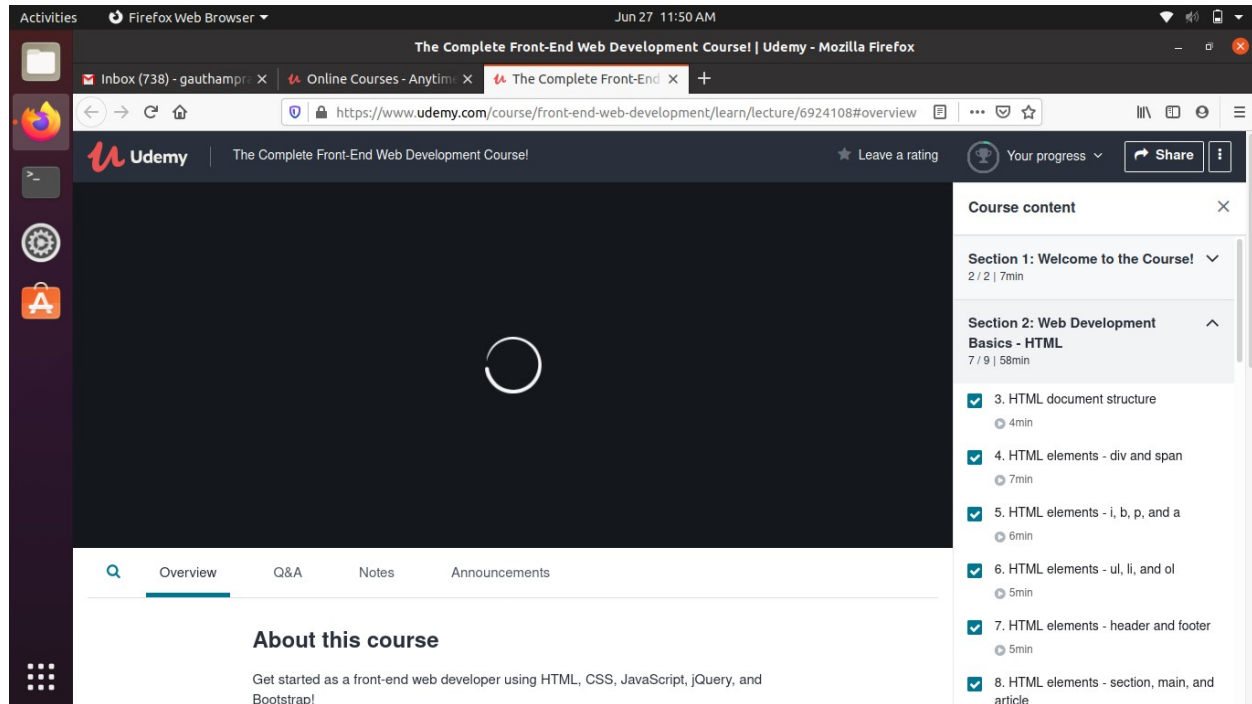 Activities Firefox Web Browser Jun 27 11:50 AM
The Complete Front-End Web Development Course! | Udemy - Mozilla Firefox
Inbox (738) - gauthampra Online Courses - Anytime The Complete Front-End
https://www.udemy.com/course/front-end-web-development/learn/lecture/6924108#overview
Udemy The Complete Front-End Web Development Course! Leave a rating Your progress Share
Course content
Section 1: Welcome to the Course!
2 / 2 | 7min
Section 2: Web Development
Basics - HTML
7 / 9 | 58min
3. HTML document structure
4min
4. HTML elements - div and span
7min
5. HTML elements - i, b, p, and a
6min
6. HTML elements - ul, li, and ol
5min
7. HTML elements - header and footer
5min
8. HTML elements - section, main, and
article
Overview Q&A Notes Announcements
About this course
Get started as a front-end web developer using HTML, CSS, JavaScript, jQuery, and
Bootstrap!